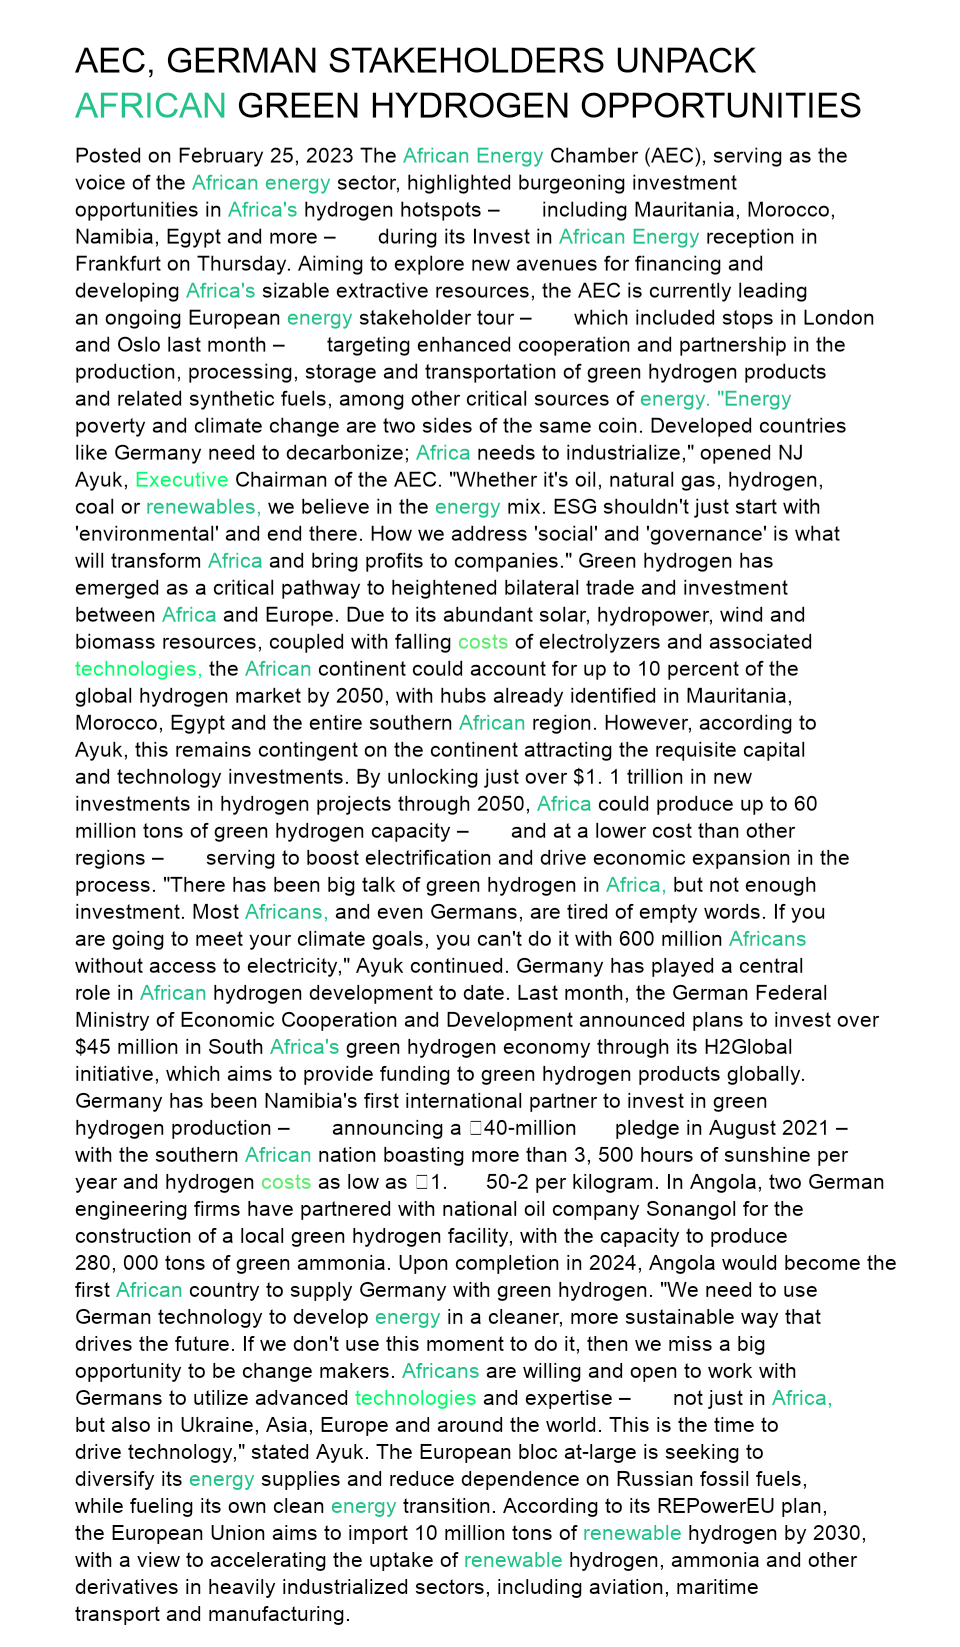 AEC, GERMAN STAKEHOLDERS UNPACK
AFRICAN GREEN HYDROGEN OPPORTUNITIES
Posted on February 25, 2023 The African Energy Chamber (AEC), serving as the
voice of the African energy sector, highlighted burgeoning investment
opportunities in Africa's hydrogen hotspots – including Mauritania, Morocco,
Namibia, Egypt and more – during its Invest in African Energy reception in
Frankfurt on Thursday. Aiming to explore new avenues for financing and
developing Africa's sizable extractive resources, the AEC is currently leading
an ongoing European energy stakeholder tour – which included stops in London
and Oslo last month – targeting enhanced cooperation and partnership in the
production, processing, storage and transportation of green hydrogen products
and related synthetic fuels, among other critical sources of energy. "Energy
poverty and climate change are two sides of the same coin. Developed countries
like Germany need to decarbonize; Africa needs to industrialize," opened NJ
Ayuk, Executive Chairman of the AEC. "Whether it's oil, natural gas, hydrogen,
coal or renewables, we believe in the energy mix. ESG shouldn't just start with
'environmental' and end there. How we address 'social' and 'governance' is what
will transform Africa and bring profits to companies." Green hydrogen has
emerged as a critical pathway to heightened bilateral trade and investment
between Africa and Europe. Due to its abundant solar, hydropower, wind and
biomass resources, coupled with falling costs of electrolyzers and associated
technologies, the African continent could account for up to 10 percent of the
global hydrogen market by 2050, with hubs already identified in Mauritania,
Morocco, Egypt and the entire southern African region. However, according to
Ayuk, this remains contingent on the continent attracting the requisite capital
and technology investments. By unlocking just over $1. 1 trillion in new
investments in hydrogen projects through 2050, Africa could produce up to 60
million tons of green hydrogen capacity – and at a lower cost than other
regions – serving to boost electrification and drive economic expansion in the
process. "There has been big talk of green hydrogen in Africa, but not enough
investment. Most Africans, and even Germans, are tired of empty words. If you
are going to meet your climate goals, you can't do it with 600 million Africans
without access to electricity," Ayuk continued. Germany has played a central
role in African hydrogen development to date. Last month, the German Federal
Ministry of Economic Cooperation and Development announced plans to invest over
$45 million in South Africa's green hydrogen economy through its H2Global
initiative, which aims to provide funding to green hydrogen products globally.
Germany has been Namibia's first international partner to invest in green
hydrogen production – announcing a □40-million pledge in August 2021 –
with the southern African nation boasting more than 3, 500 hours of sunshine per
year and hydrogen costs as low as □1. 50-2 per kilogram. In Angola, two German
engineering firms have partnered with national oil company Sonangol for the
construction of a local green hydrogen facility, with the capacity to produce
280, 000 tons of green ammonia. Upon completion in 2024, Angola would become the
first African country to supply Germany with green hydrogen. "We need to use
German technology to develop energy in a cleaner, more sustainable way that
drives the future. If we don't use this moment to do it, then we miss a big
opportunity to be change makers. Africans are willing and open to work with
Germans to utilize advanced technologies and expertise – not just in Africa,
but also in Ukraine, Asia, Europe and around the world. This is the time to
drive technology," stated Ayuk. The European bloc at-large is seeking to
diversify its energy supplies and reduce dependence on Russian fossil fuels,
while fueling its own clean energy transition. According to its REPowerEU plan,
the European Union aims to import 10 million tons of renewable hydrogen by 2030,
with a view to accelerating the uptake of renewable hydrogen, ammonia and other
derivatives in heavily industrialized sectors, including aviation, maritime
transport and manufacturing.